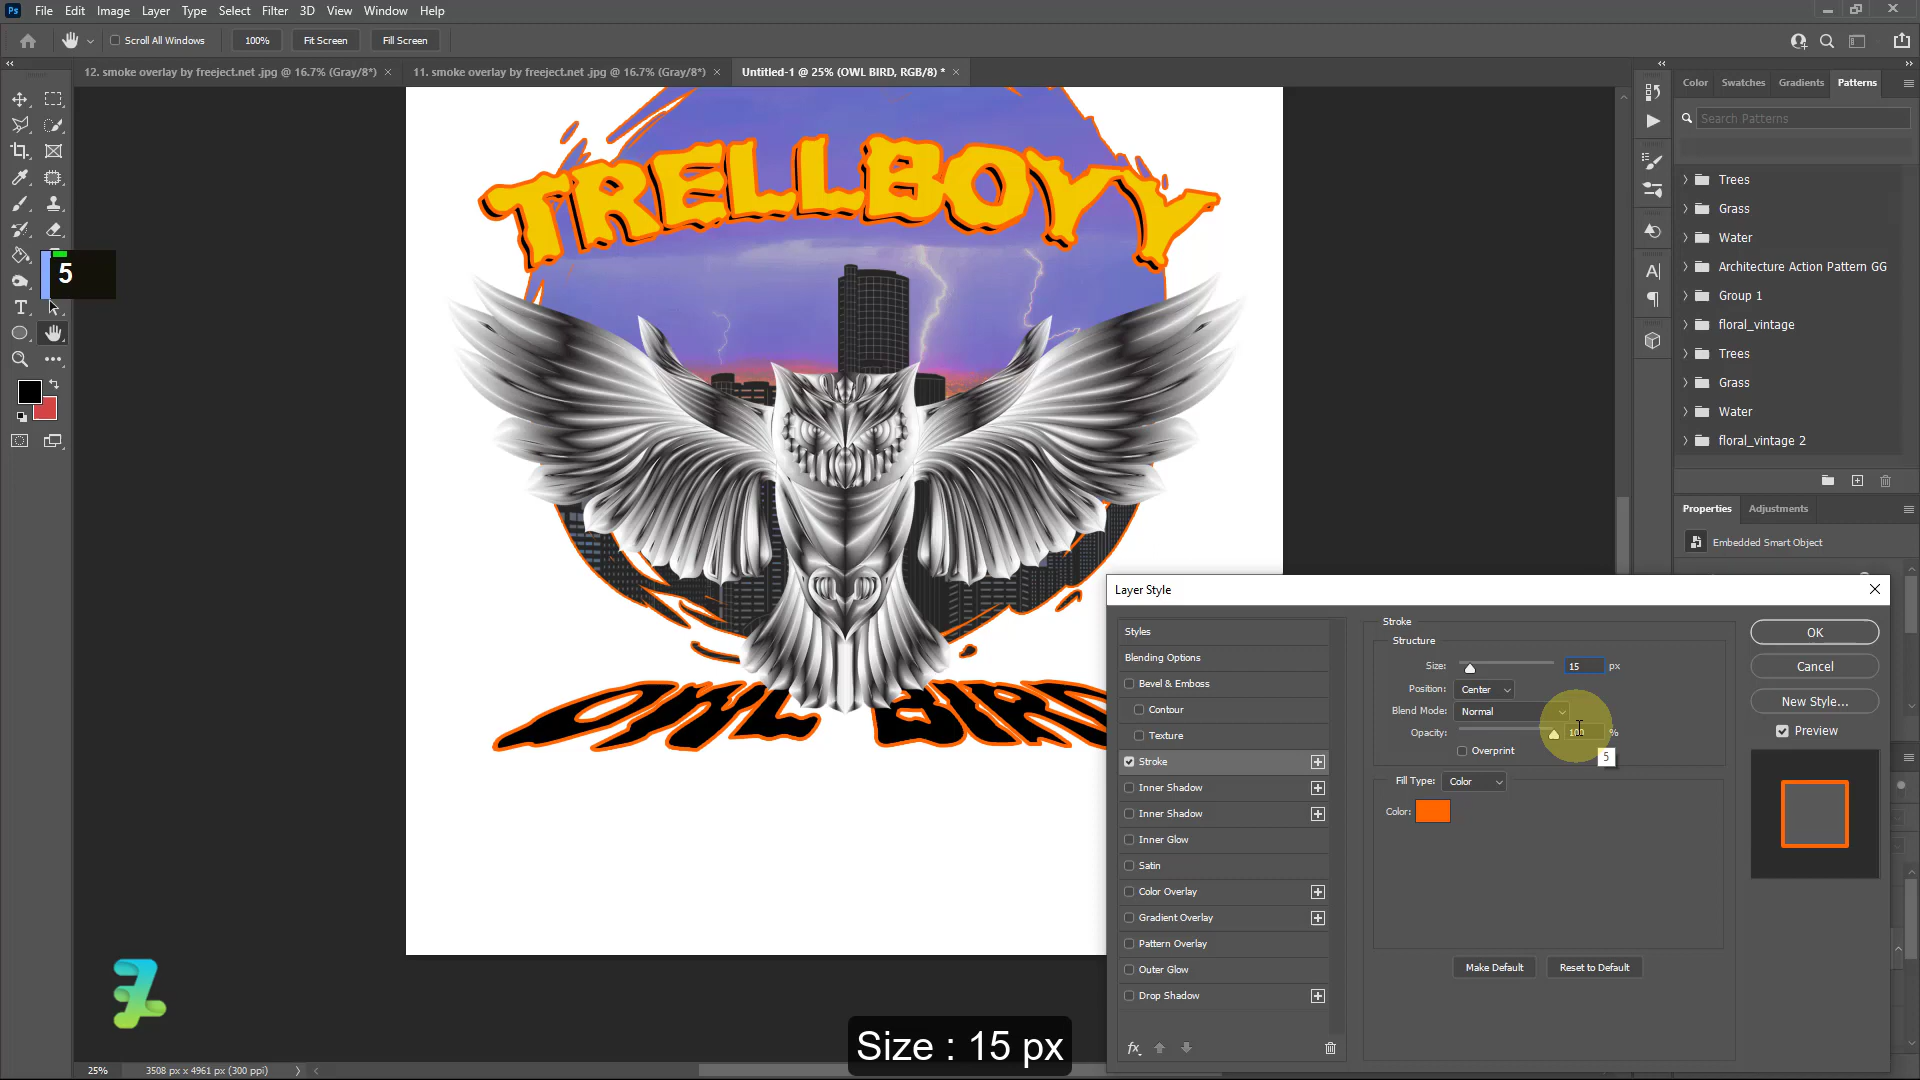 Ps File Edit Image Layer Type Select Filter 3D View Window Help
Scroll All Windows 100% Fit Screen Fill Screen
12. smoke overlay by freeject.net .jpg @ 16.7% (Gray/8*) × 11. smoke overlay by freeject.net .jpg @ 16.7% (Gray/8*) × Untitled-1 @ 25% (OWL BIRD, RGB/8) * ×
Color Swatches Gradients Patterns
Search Patterns
TRELLBOYY
Trees
Grass
Water
Architecture Action Pattern GG
Group 1
floral_vintage
Trees
Grass
Water
floral_vintage 2
5
Properties Adjustments
Embedded Smart Object
OWL BIRD
Layer Style
Styles
Blending Options
Bevel & Emboss
Contour
Texture
Stroke
Inner Shadow
Inner Shadow
Inner Glow
Satin
Color Overlay
Gradient Overlay
Pattern Overlay
Outer Glow
Drop Shadow
fx
Stroke
Structure
Size: 15 px
Position: Center
Blend Mode: Normal
Opacity: 100 %
Overprint
5
Fill Type: Color
Color:
Make Default Reset to Default
OK
Cancel
New Style...
Preview
Size : 15 px
25% 3508 px x 4961 px (300 ppi)